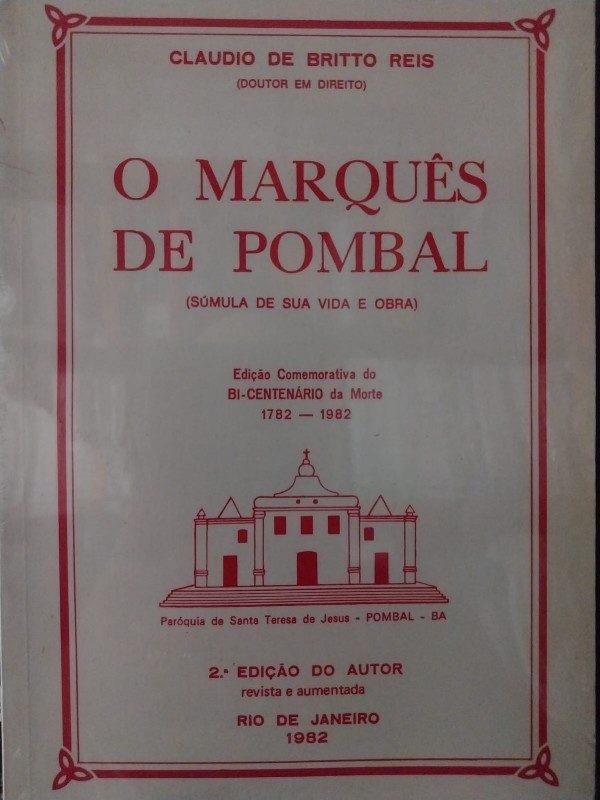 CLAUDIO DE BRITTO REIS
(DOUTOR EM DIREITO)
O MARQUÊS
DE POMBAL
(SÚMULA DE SUA VIDA E OBRA)
Edição Comemorativa do
BI-CENTENÁRIO da Morte
1782 — 1982
Paróquia de Santa Teresa de Jesus - POMBAL - BA
2.ª EDIÇÃO DO AUTOR
revista e aumentada
RIO DE JANEIRO
1982